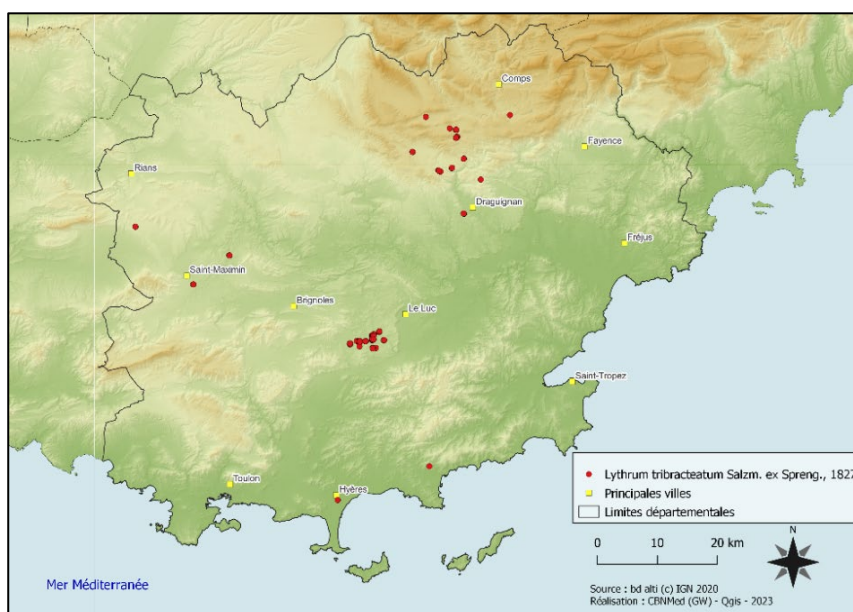 Comps
Fayence
Rians
Draguignan
Fréjus
Saint-Maximin
Brignoles
Le Luc
Saint-Tropez
Toulon
Hyères
Lythrum tribracteatum Salzm. ex Spreng., 1827
Principales villes
Limites départementales
N
0 10 20 km
Source : bd alti (c) IGN 2020
Réalisation : CBNMed (GW) - Qgis - 2023
Mer Méditerranée